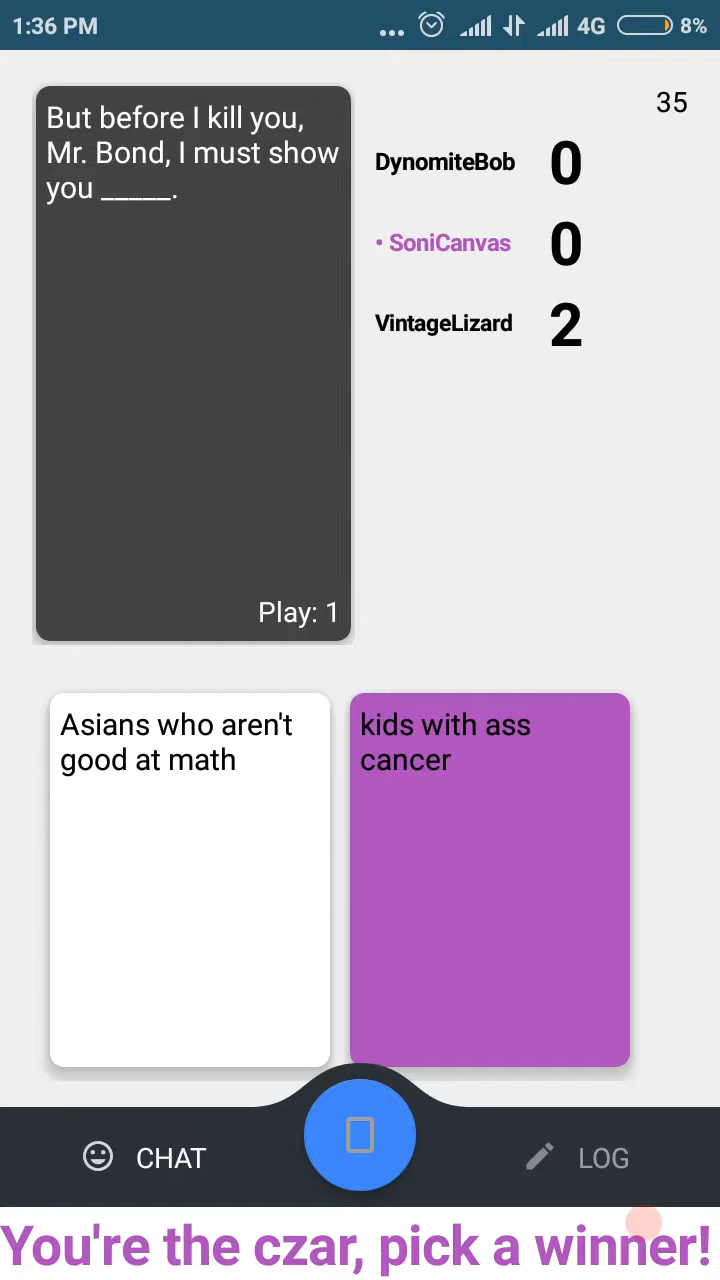 1:36 PM
... 4G 8%
But before I kill you,
Mr. Bond, I must show
you _____.
Play: 1
35
DynomiteBob 0
• SoniCanvas 0
VintageLizard 2
Asians who aren't
good at math
kids with ass
cancer
CHAT
LOG
You're the czar, pick a winner!